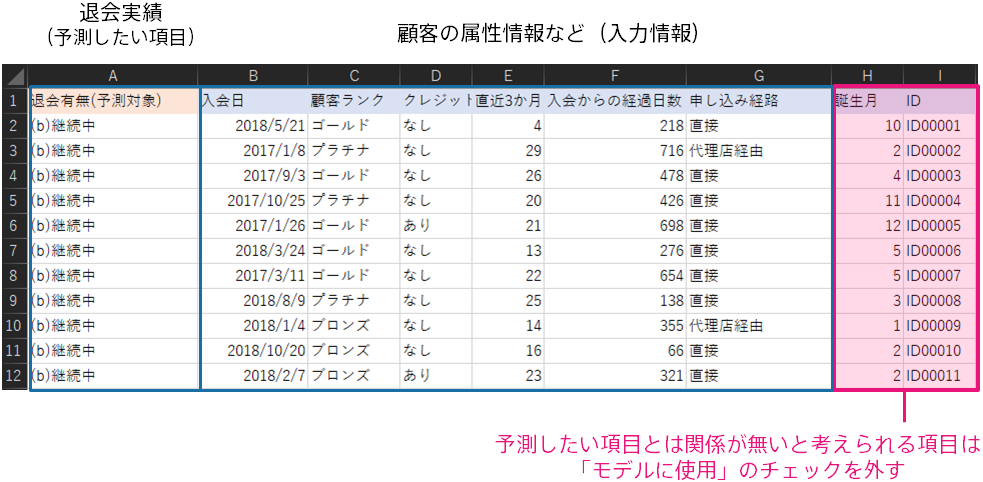 退会実績
（予測したい項目）
顧客の属性情報など（入力情報）
A B C D E F G H I
1 退会有無(予測対象) 入会日 顧客ランク クレジット 直近3か月 入会からの経過日数 申し込み経路 誕生月 ID
2 (b)継続中 2018/5/21 ゴールド なし 4 218 直接 10 ID00001
3 (b)継続中 2017/1/8 プラチナ なし 29 716 代理店経由 2 ID00002
4 (b)継続中 2017/9/3 ゴールド なし 26 478 直接 4 ID00003
5 (b)継続中 2017/10/25 プラチナ なし 20 426 直接 11 ID00004
6 (b)継続中 2017/1/26 ゴールド あり 21 698 直接 12 ID00005
7 (b)継続中 2018/3/24 ゴールド なし 13 276 直接 5 ID00006
8 (b)継続中 2017/3/11 ゴールド なし 22 654 直接 5 ID00007
9 (b)継続中 2018/8/9 プラチナ なし 25 138 直接 3 ID00008
10 (b)継続中 2018/1/4 ブロンズ なし 14 355 代理店経由 1 ID00009
11 (b)継続中 2018/10/20 ブロンズ なし 16 66 直接 2 ID00010
12 (b)継続中 2018/2/7 ブロンズ あり 23 321 直接 2 ID00011
予測したい項目とは関係が無いと考えられる項目は
「モデルに使用」のチェックを外す